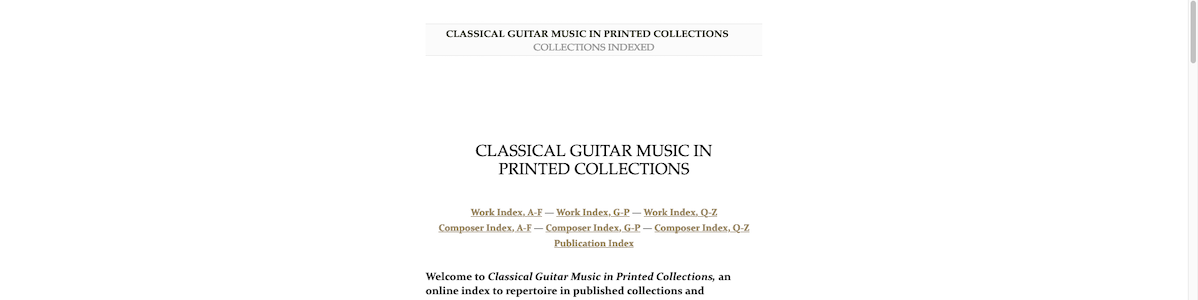 CLASSICAL GUITAR MUSIC IN PRINTED COLLECTIONS
COLLECTIONS INDEXED
CLASSICAL GUITAR MUSIC IN
PRINTED COLLECTIONS
Work Index, A-F — Work Index, G-P — Work Index, Q-Z
Composer Index, A-F — Composer Index, G-P — Composer Index, Q-Z
Publication Index
Welcome to Classical Guitar Music in Printed Collections, an
online index to repertoire in published collections and